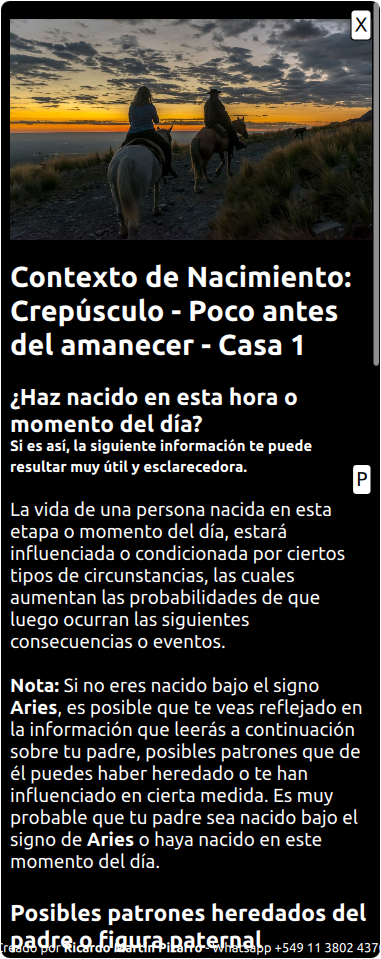 X
Contexto de Nacimiento:
Crepúsculo - Poco antes
del amanecer - Casa 1
¿Haz nacido en esta hora o
momento del día?
Si es así, la siguiente información te puede
resultar muy útil y esclarecedora.
P
La vida de una persona nacida en esta
etapa o momento del día, estará
influenciada o condicionada por ciertos
tipos de circunstancias, las cuales
aumentan las probabilidades de que
luego ocurran las siguientes
consecuencias o eventos.
Nota: Si no eres nacido bajo el signo
Aries, es posible que te veas reflejado en
la información que leerás a continuación
sobre tu padre, posibles patrones que de
él puedes haber heredado o te han
influenciado en cierta medida. Es muy
probable que tu padre sea nacido bajo el
signo de Aries o haya nacido en este
momento del día.
Posibles patrones heredados del
padre o figura paternal
Creado por Ricardo Martin Pizarro - Whatsapp +549 11 3802 437